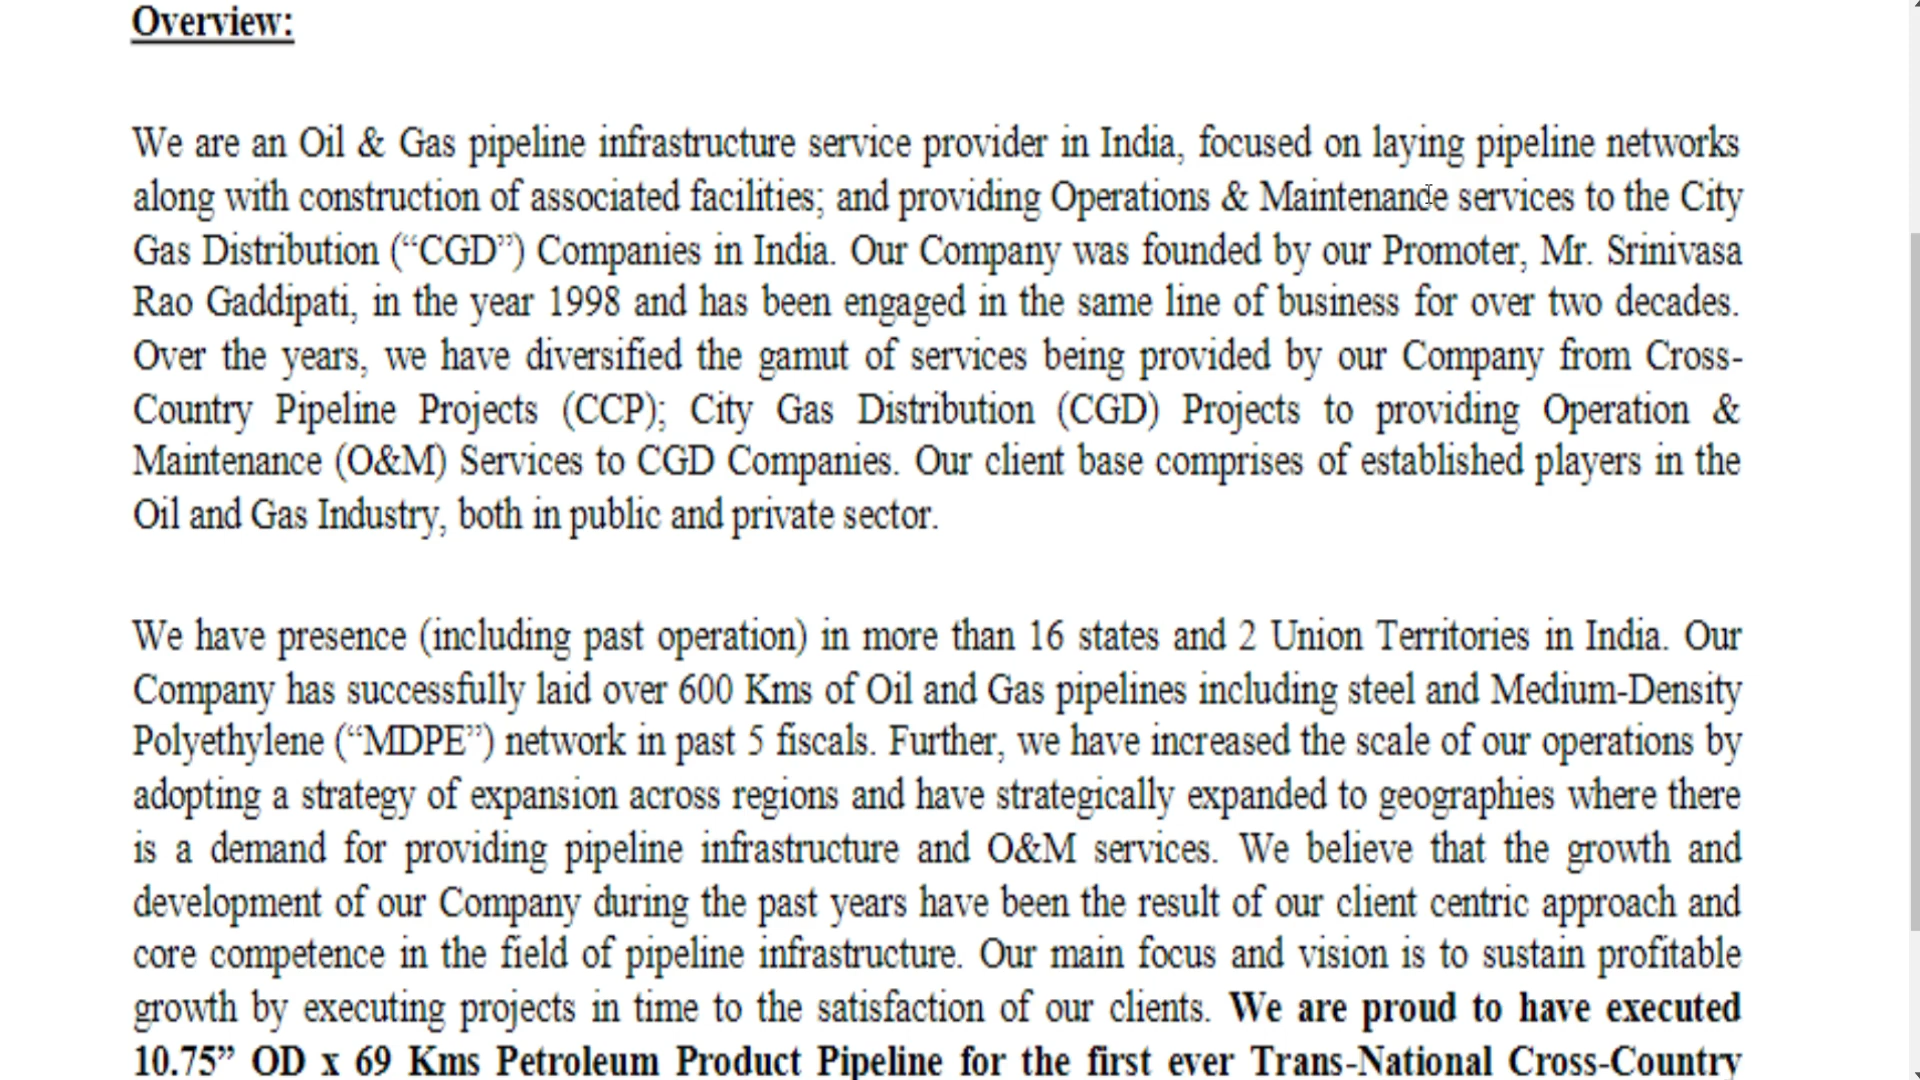 Overview:
We are an Oil & Gas pipeline infrastructure service provider in India, focused on laying pipeline networks
along with construction of associated facilities; and providing Operations & Maintenance services to the City
Gas Distribution (“CGD”) Companies in India. Our Company was founded by our Promoter, Mr. Srinivasa
Rao Gaddipati, in the year 1998 and has been engaged in the same line of business for over two decades.
Over the years, we have diversified the gamut of services being provided by our Company from Cross-
Country Pipeline Projects (CCP); City Gas Distribution (CGD) Projects to providing Operation &
Maintenance (O&M) Services to CGD Companies. Our client base comprises of established players in the
Oil and Gas Industry, both in public and private sector.
We have presence (including past operation) in more than 16 states and 2 Union Territories in India. Our
Company has successfully laid over 600 Kms of Oil and Gas pipelines including steel and Medium-Density
Polyethylene (“MDPE”) network in past 5 fiscals. Further, we have increased the scale of our operations by
adopting a strategy of expansion across regions and have strategically expanded to geographies where there
is a demand for providing pipeline infrastructure and O&M services. We believe that the growth and
development of our Company during the past years have been the result of our client centric approach and
core competence in the field of pipeline infrastructure. Our main focus and vision is to sustain profitable
growth by executing projects in time to the satisfaction of our clients. We are proud to have executed
10.75” OD x 69 Kms Petroleum Product Pipeline for the first ever Trans-National Cross-Country